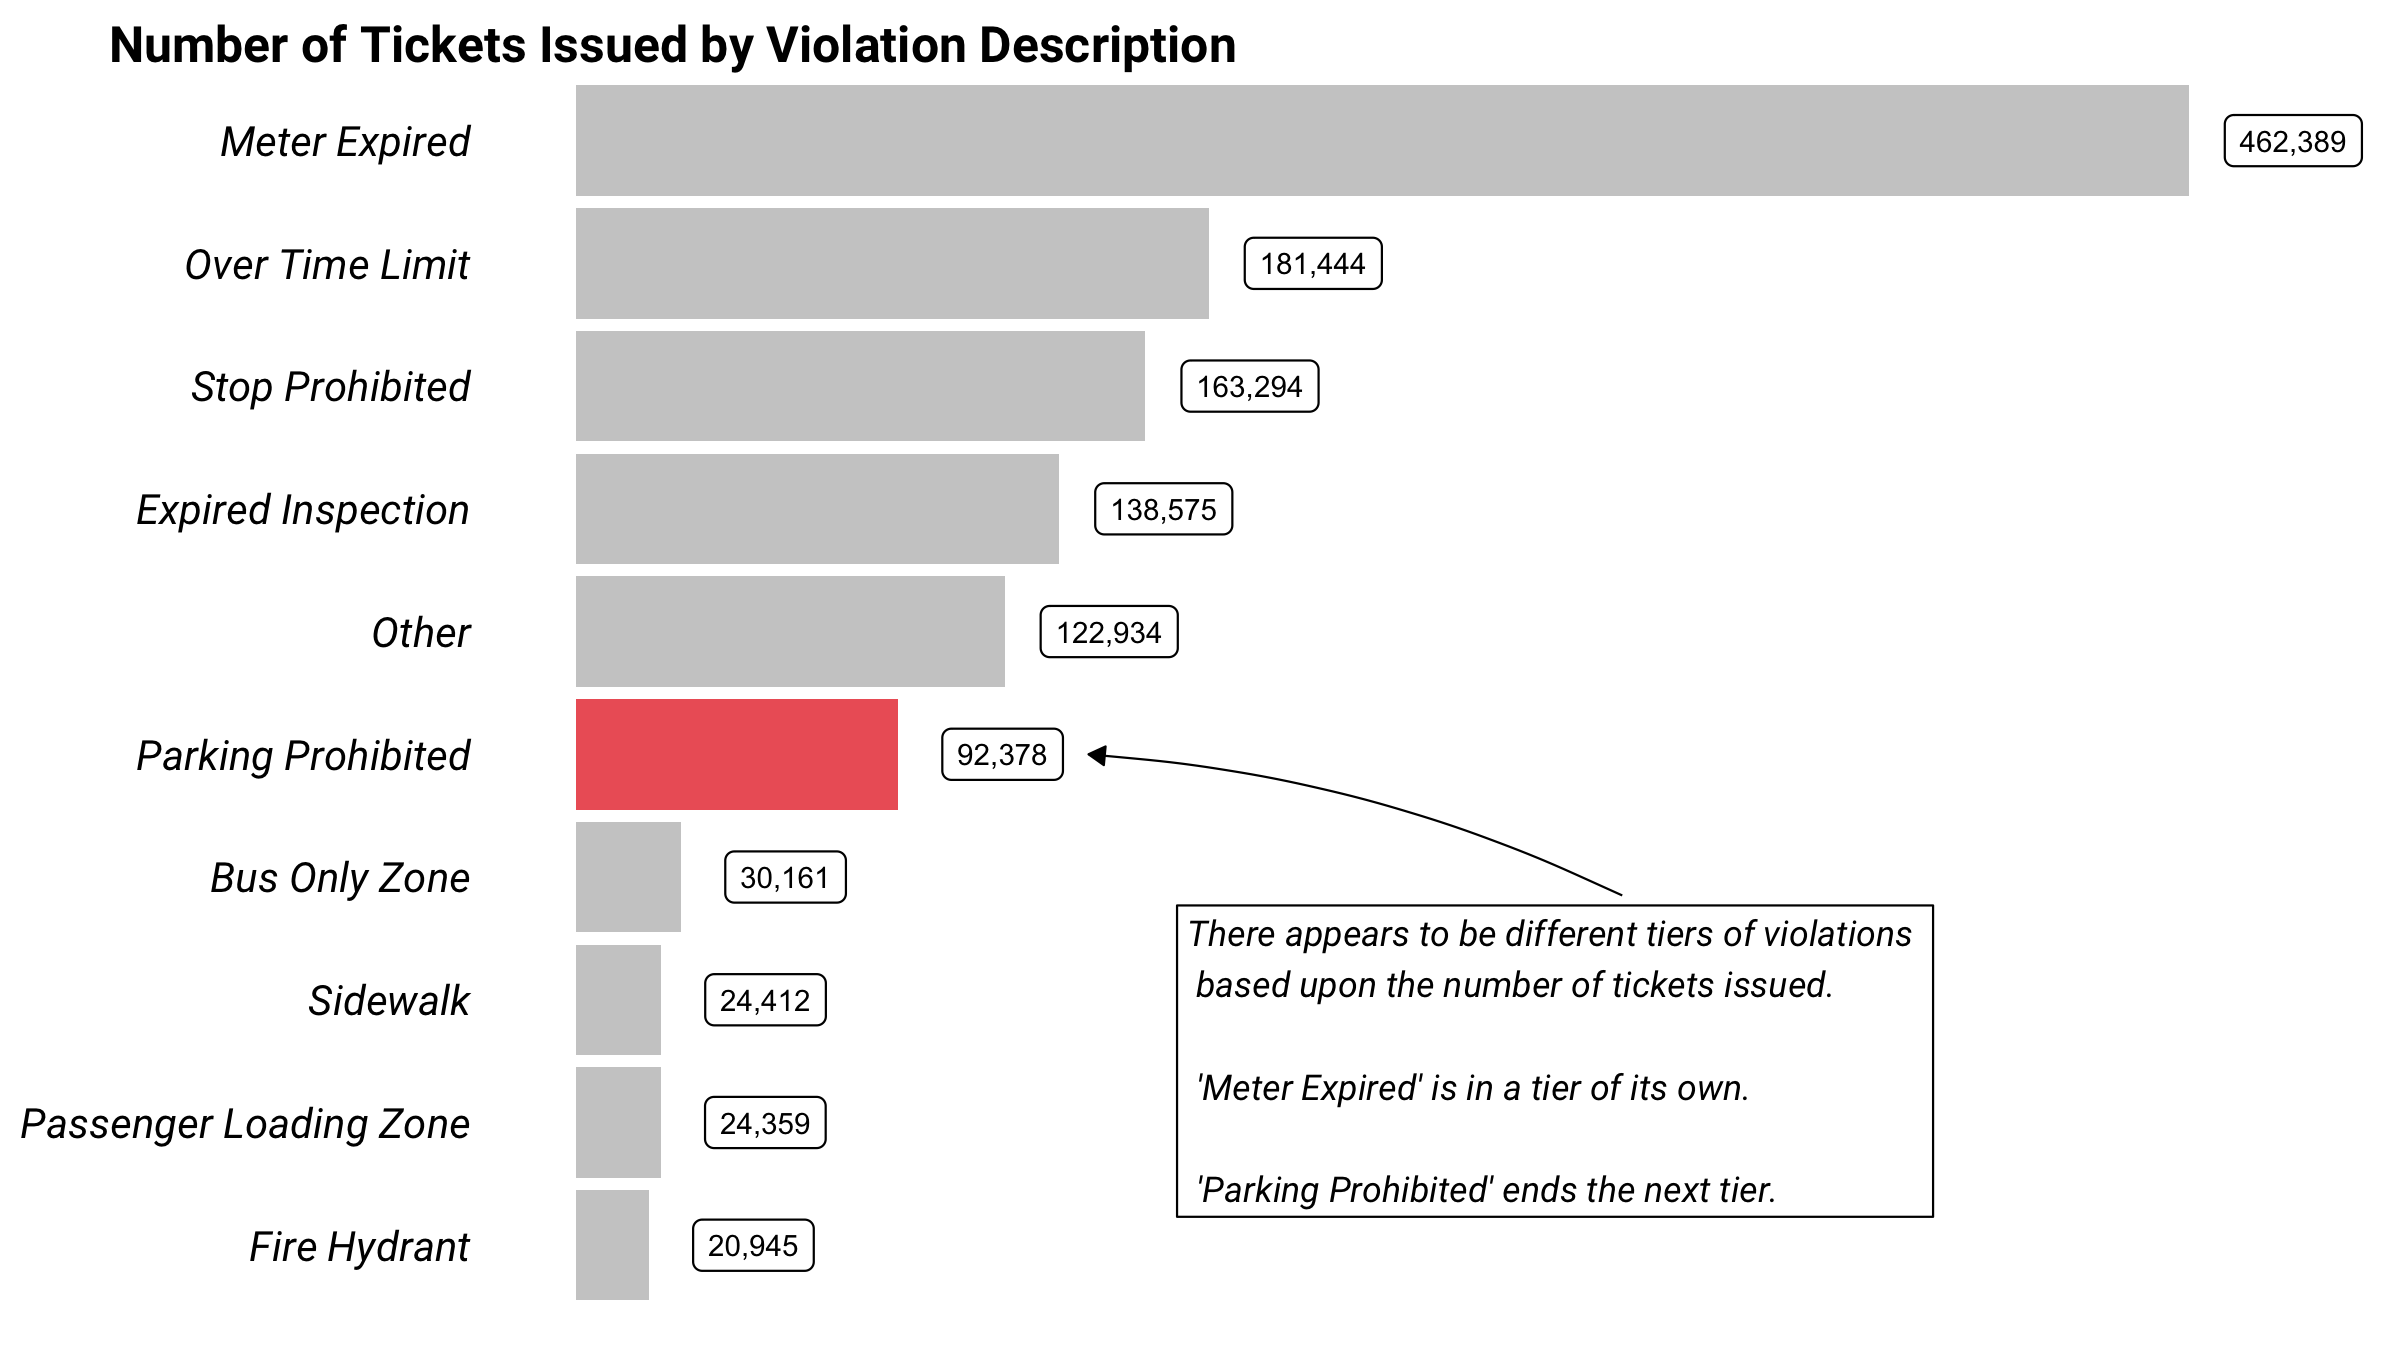 Number of Tickets Issued by Violation Description
Meter Expired 462,389
Over Time Limit 181,444
Stop Prohibited 163,294
Expired Inspection 138,575
Other 122,934
Parking Prohibited 92,378
Bus Only Zone 30,161
Sidewalk 24,412
Passenger Loading Zone 24,359
Fire Hydrant 20,945
There appears to be different tiers of violations
based upon the number of tickets issued.
'Meter Expired' is in a tier of its own.
'Parking Prohibited' ends the next tier.